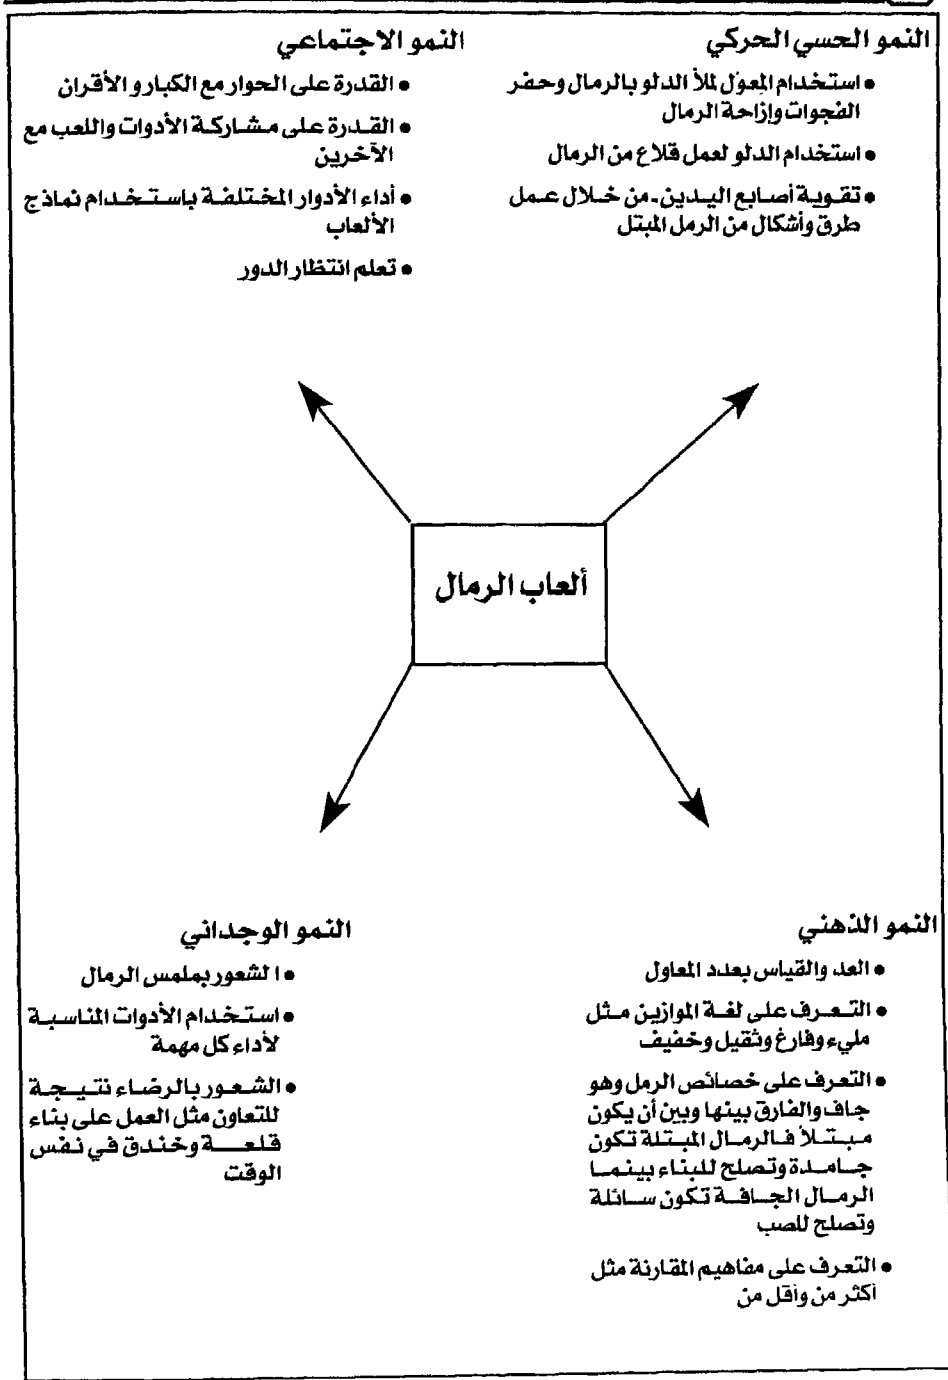 النمو الحسي الحركي
• استخدام المعول لملأ الدلو بالرمال وحفر
الفجوات وإزاحة الرمال
• استخدام الدلو لعمل قلاع من الرمال
• تقوية أصابع اليدين - من خلال عمل
طرق وأشكال من الرمل المبتل
النمو الاجتماعي
• القدرة على الحوار مع الكبار و الأقران
• القدرة على مشاركة الأدوات واللعب مع
الآخرين
• أداء الأدوار المختلفة باستخدام نماذج
الألعاب
• تعلم انتظار الدور
ألعاب الرمال
النمو الذهني
• العد والقياس بعدد المعاول
• التعرف على لغة الموازين مثل
مليء وفارغ وثقيل وخفيف
• التعرف على خصائص الرمل وهو
جاف والفارق بينها وبين أن يكون
مبتلاً فالرمال المبتلة تكون
جامدة وتصلح للبناء بينما
الرمال الجافة تكون سائلة
وتصلح للصب
• التعرف على مفاهيم المقارنة مثل
أكثر من وأقل من
النمو الوجداني
• الشعور بملمس الرمال
• استخدام الأدوات المناسبة
لأداء كل مهمة
• الشعور بالرضاء نتيجة
للتعاون مثل العمل على بناء
قلعة وخندق في نفس
الوقت